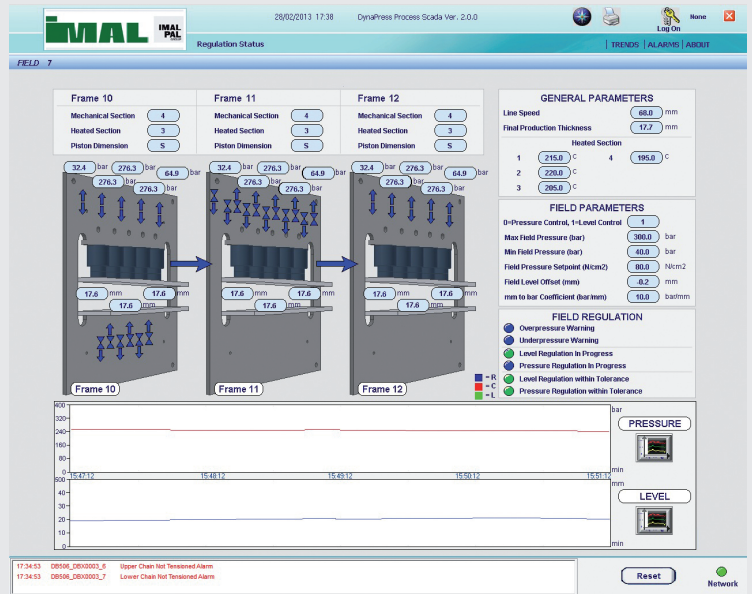 iMAL
IMAL
PAL
28/02/2013 17:38
DynaPress Process Scada Ver. 2.0.0
Log On
None
Regulation Status
TRENDS | ALARMS | ABOUT
FIELD 7
Frame 10
Mechanical Section 4
Heated Section 3
Piston Dimension S
Frame 11
Mechanical Section 4
Heated Section 3
Piston Dimension S
Frame 12
Mechanical Section 4
Heated Section 3
Piston Dimension S
GENERAL PARAMETERS
Line Speed 68.0 mm
Final Production Thickness 17.7 mm
Heated Section
1 215.0 C 4 195.0 C
2 220.0 C
3 205.0 C
32.4 bar 276.3 bar 64.9 bar
276.3 276.3 bar
32.4 bar 276.3 bar 64.9 bar
276.3 276.3 bar
32.4 bar 276.3 bar 64.9 bar
276.3 276.3 bar
17.6 mm 17.6 mm
17.6 mm
17.6 mm 17.6 mm
17.6 mm
17.6 mm 17.6 mm
17.6 mm
Frame 10
Frame 11
Frame 12
= R
= C
= L
FIELD PARAMETERS
0=Pressure Control, 1=Level Control 1
Max Field Pressure (bar) 300.0 bar
Min Field Pressure (bar) 40.0 bar
Field Pressure Setpoint (N/cm2) 80.0 N/cm2
Field Level Offset (mm) -0.2 mm
mm to bar Coefficient (bar/mm) 10.0 bar/mm
FIELD REGULATION
Overpressure Warning
Underpressure Warning
Level Regulation In Progress
Pressure Regulation In Progress
Level Regulation within Tolerance
Pressure Regulation within Tolerance
400
320
240
160
80
0
bar
min
15:47:12 15:48:12 15:49:12 15:50:12 15:51:12
PRESSURE
500
40
30
20
10
0
mm
min
LEVEL
17:34:53 DB506_DBX0003_6 Upper Chain Not Tensioned Alarm
17:34:53 DB506_DBX0003_7 Lower Chain Not Tensioned Alarm
Reset
Network